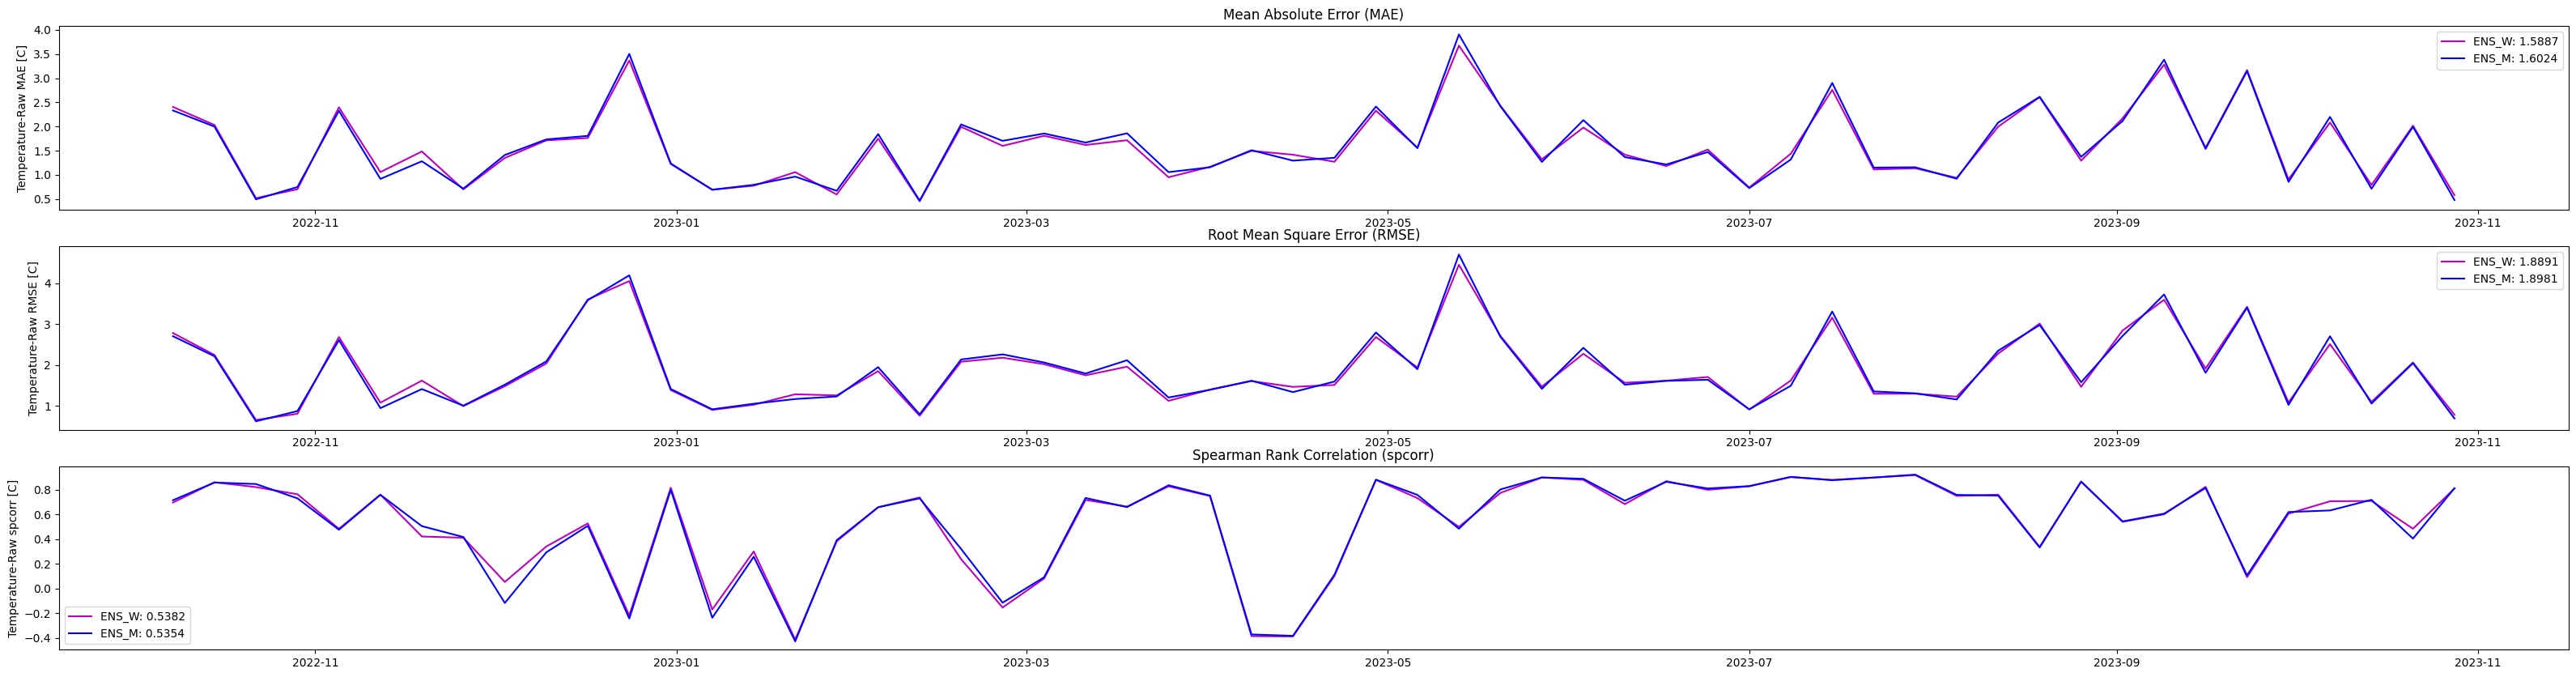 Mean Absolute Error (MAE)
Temperature-Raw MAE [C]
4.0
3.5
3.0
2.5
2.0
1.5
1.0
0.5
ENS_W: 1.5887
ENS_M: 1.6024
2022-11 2023-01 2023-03 2023-05 2023-07 2023-09 2023-11
Root Mean Square Error (RMSE)
Temperature-Raw RMSE [C]
4
3
2
1
ENS_W: 1.8891
ENS_M: 1.8981
2022-11 2023-01 2023-03 2023-05 2023-07 2023-09 2023-11
Spearman Rank Correlation (spcorr)
Temperature-Raw spcorr [C]
0.8
0.6
0.4
0.2
0.0
−0.2
−0.4
ENS_W: 0.5382
ENS_M: 0.5354
2022-11 2023-01 2023-03 2023-05 2023-07 2023-09 2023-11